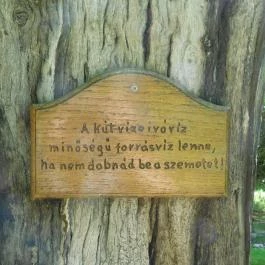 A kút vize ivóvíz
minőségű forrásvíz lenne,
ha nem dobnád be a szemetet!